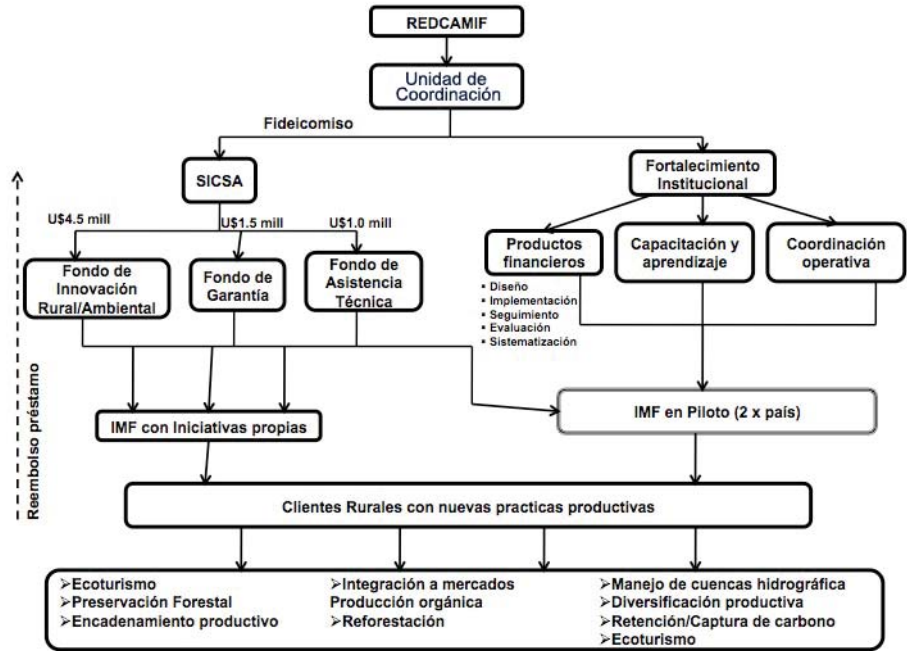 REDCAMIF
Unidad de
Coordinación
Fideicomiso
SICSA
Fortalecimiento
Institucional
U$4.5 mill
U$1.5 mill
U$1.0 mill
Fondo de
Innovación
Rural/Ambiental
Fondo de
Garantía
Fondo de
Asistencia
Técnica
Productos
financieros
Capacitación y
aprendizaje
Coordinación
operativa
▪ Diseño
▪ Implementación
▪ Seguimiento
▪ Evaluación
▪ Sistematización
Reembolso préstamo
IMF con Iniciativas propias
IMF en Piloto (2 x país)
Clientes Rurales con nuevas practicas productivas
➢Ecoturismo
➢Preservación Forestal
➢Encadenamiento productivo
➢Integración a mercados
Producción orgánica
➢Reforestación
➢Manejo de cuencas hidrográfica
➢Diversificación productiva
➢Retención/Captura de carbono
➢Ecoturismo